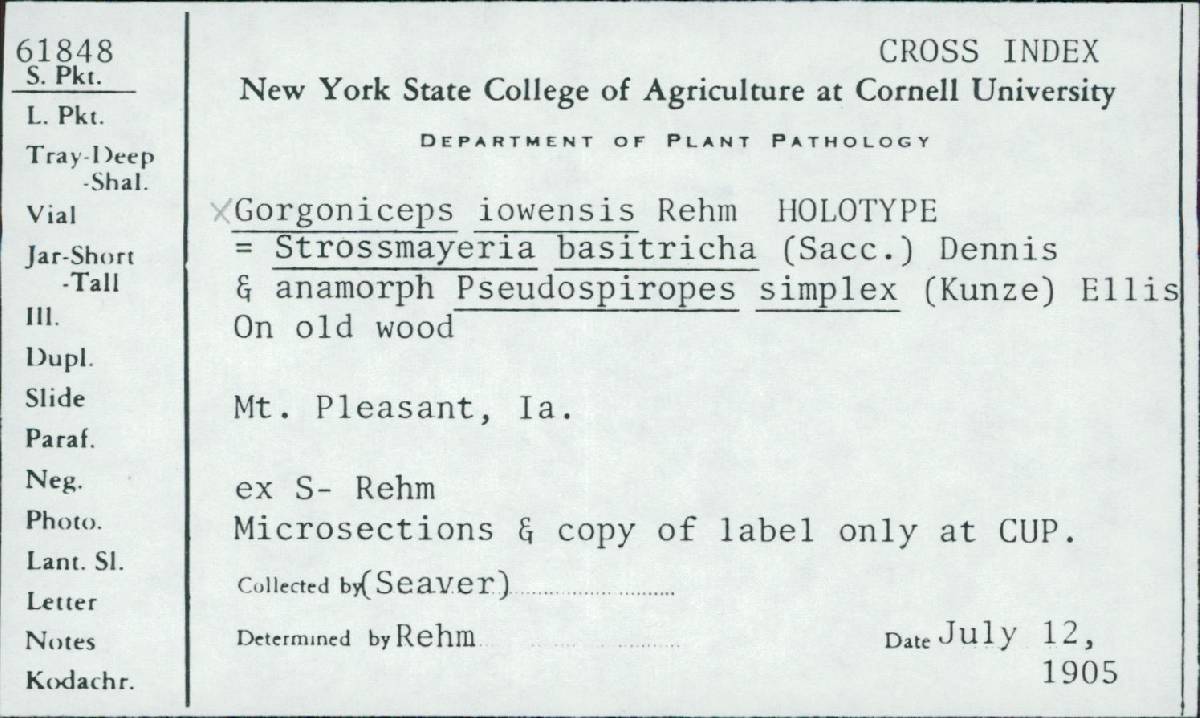 61848
S. Pkt.
L. Pkt.
Tray-Deep
-Shal.
Vial
Jar-Short
-Tall
Ill.
Dupl.
Slide
Paraf.
Neg.
Photo.
Lant. Sl.
Letter
Notes
Kodachr.
CROSS INDEX
New York State College of Agriculture at Cornell University
DEPARTMENT OF PLANT PATHOLOGY
×Gorgoniceps iowensis Rehm HOLOTYPE
= Strossmayeria basitricha (Sacc.) Dennis
& anamorph Pseudospiropes simplex (Kunze) Ellis
On old wood
Mt. Pleasant, Ia.
ex S- Rehm
Microsections & copy of label only at CUP.
Collected by (Seaver)
Determined by Rehm
Date July 12,
1905